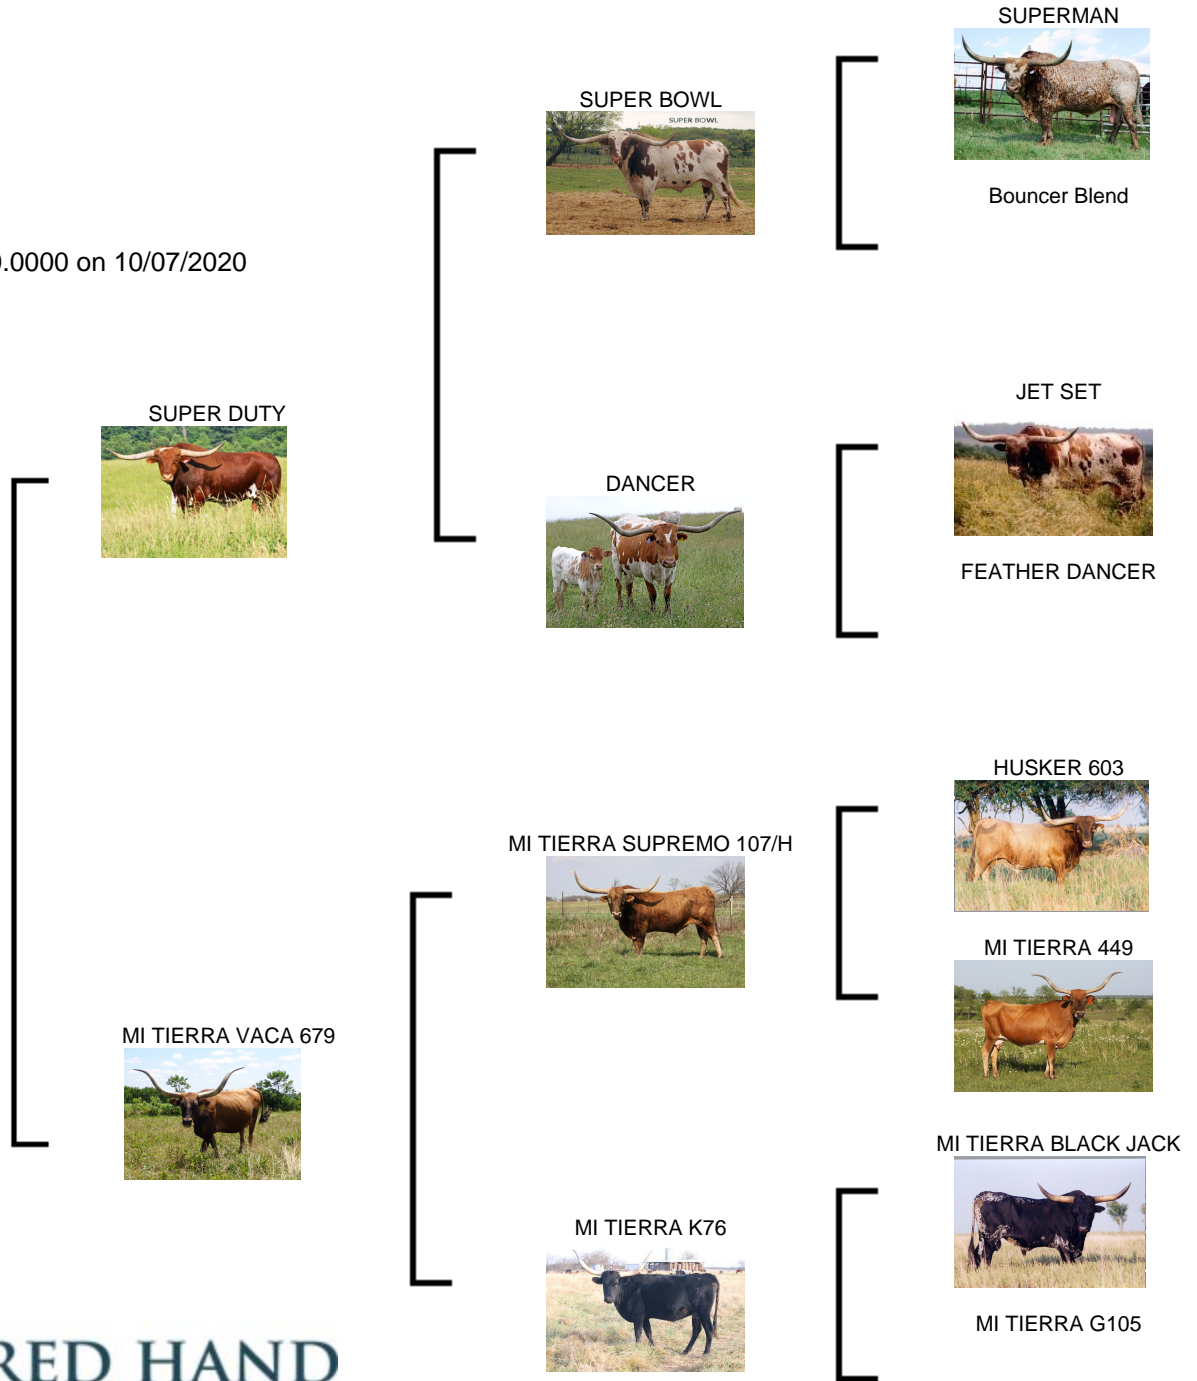 SUPERMAN
SUPER BOWL
SUPER BOWL
Bouncer Blend
.0000 on 10/07/2020
JET SET
SUPER DUTY
DANCER
FEATHER DANCER
HUSKER 603
MI TIERRA SUPREMO 107/H
MI TIERRA 449
MI TIERRA VACA 679
MI TIERRA BLACK JACK
MI TIERRA K76
MI TIERRA G105
RED HAND